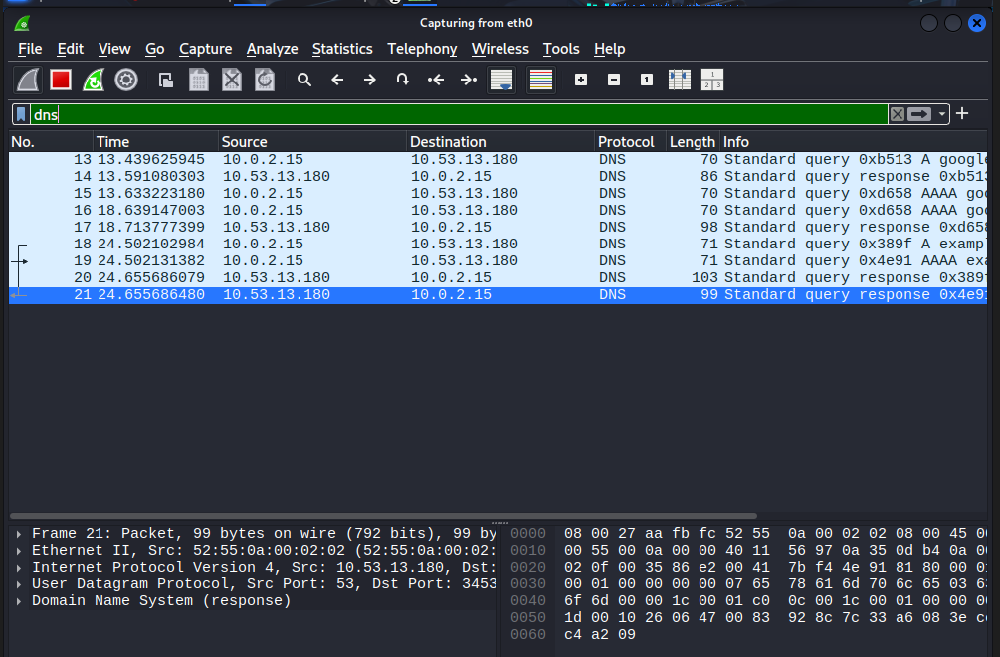 Capturing from eth0
File Edit View Go Capture Analyze Statistics Telephony Wireless Tools Help
dns
No. Time Source Destination Protocol Length Info
13 13.439625945 10.0.2.15 10.53.13.180 DNS 70 Standard query 0xb513 A google
14 13.591080303 10.53.13.180 10.0.2.15 DNS 86 Standard query response 0xb513
15 13.633223180 10.0.2.15 10.53.13.180 DNS 70 Standard query 0xd658 AAAA goo
16 18.639147003 10.0.2.15 10.53.13.180 DNS 70 Standard query 0xd658 AAAA goo
17 18.713777399 10.53.13.180 10.0.2.15 DNS 98 Standard query response 0xd658
18 24.502102984 10.0.2.15 10.53.13.180 DNS 71 Standard query 0x389f A exampl
19 24.502131382 10.0.2.15 10.53.13.180 DNS 71 Standard query 0x4e91 AAAA exa
20 24.655686079 10.53.13.180 10.0.2.15 DNS 103 Standard query response 0x389f
21 24.655686480 10.53.13.180 10.0.2.15 DNS 99 Standard query response 0x4e91
Frame 21: Packet, 99 bytes on wire (792 bits), 99 by
Ethernet II, Src: 52:55:0a:00:02:02 (52:55:0a:00:02:
Internet Protocol Version 4, Src: 10.53.13.180, Dst:
User Datagram Protocol, Src Port: 53, Dst Port: 3453
Domain Name System (response)
0000 08 00 27 aa fb fc 52 55 0a 00 02 02 08 00 45 00
0010 00 55 00 0a 00 00 40 11 56 97 0a 35 0d b4 0a 00
0020 02 0f 00 35 86 e2 00 41 7b f4 4e 91 81 80 00 01
0030 00 01 00 00 00 00 07 65 78 61 6d 70 6c 65 03 63
0040 6f 6d 00 00 1c 00 01 c0 0c 00 1c 00 01 00 00 00
0050 1d 00 10 26 06 47 00 83 92 8c 7c 33 a6 08 3e
0060 c4 a2 09